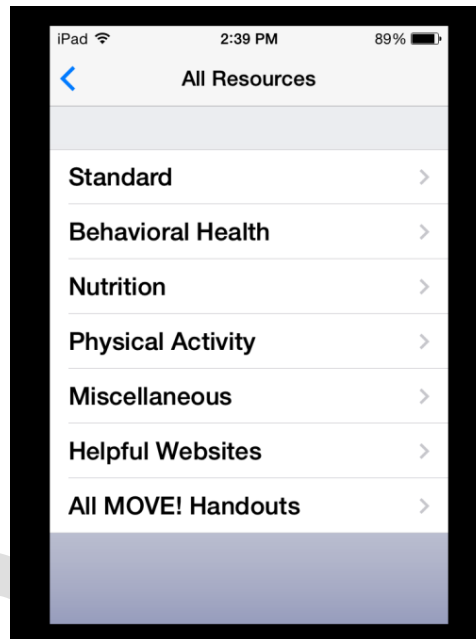 iPad 2:39 PM 89%
All Resources
Standard
Behavioral Health
Nutrition
Physical Activity
Miscellaneous
Helpful Websites
All MOVE! Handouts